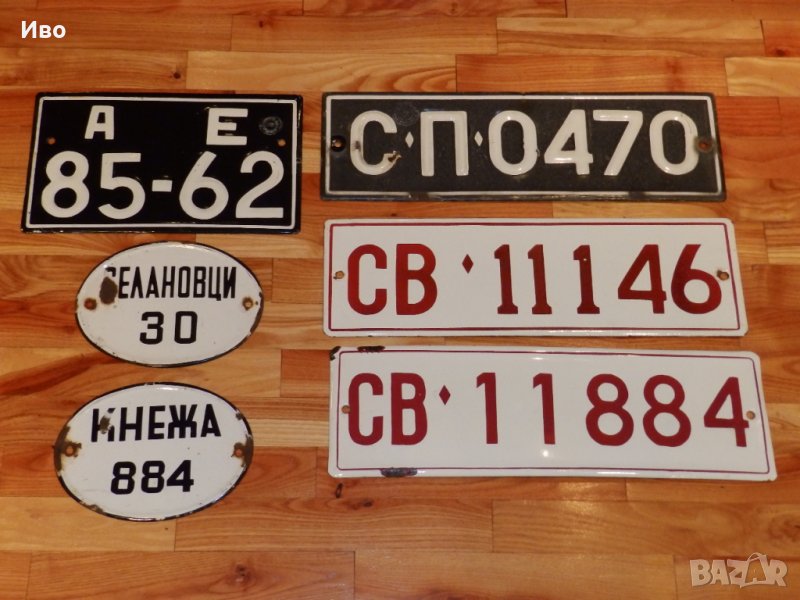 Иво
А Е
85-62
С·П·0470
СВ·11146
СЕЛАНОВЦИ
30
СВ·11884
КНЕЖА
884
BAZAR